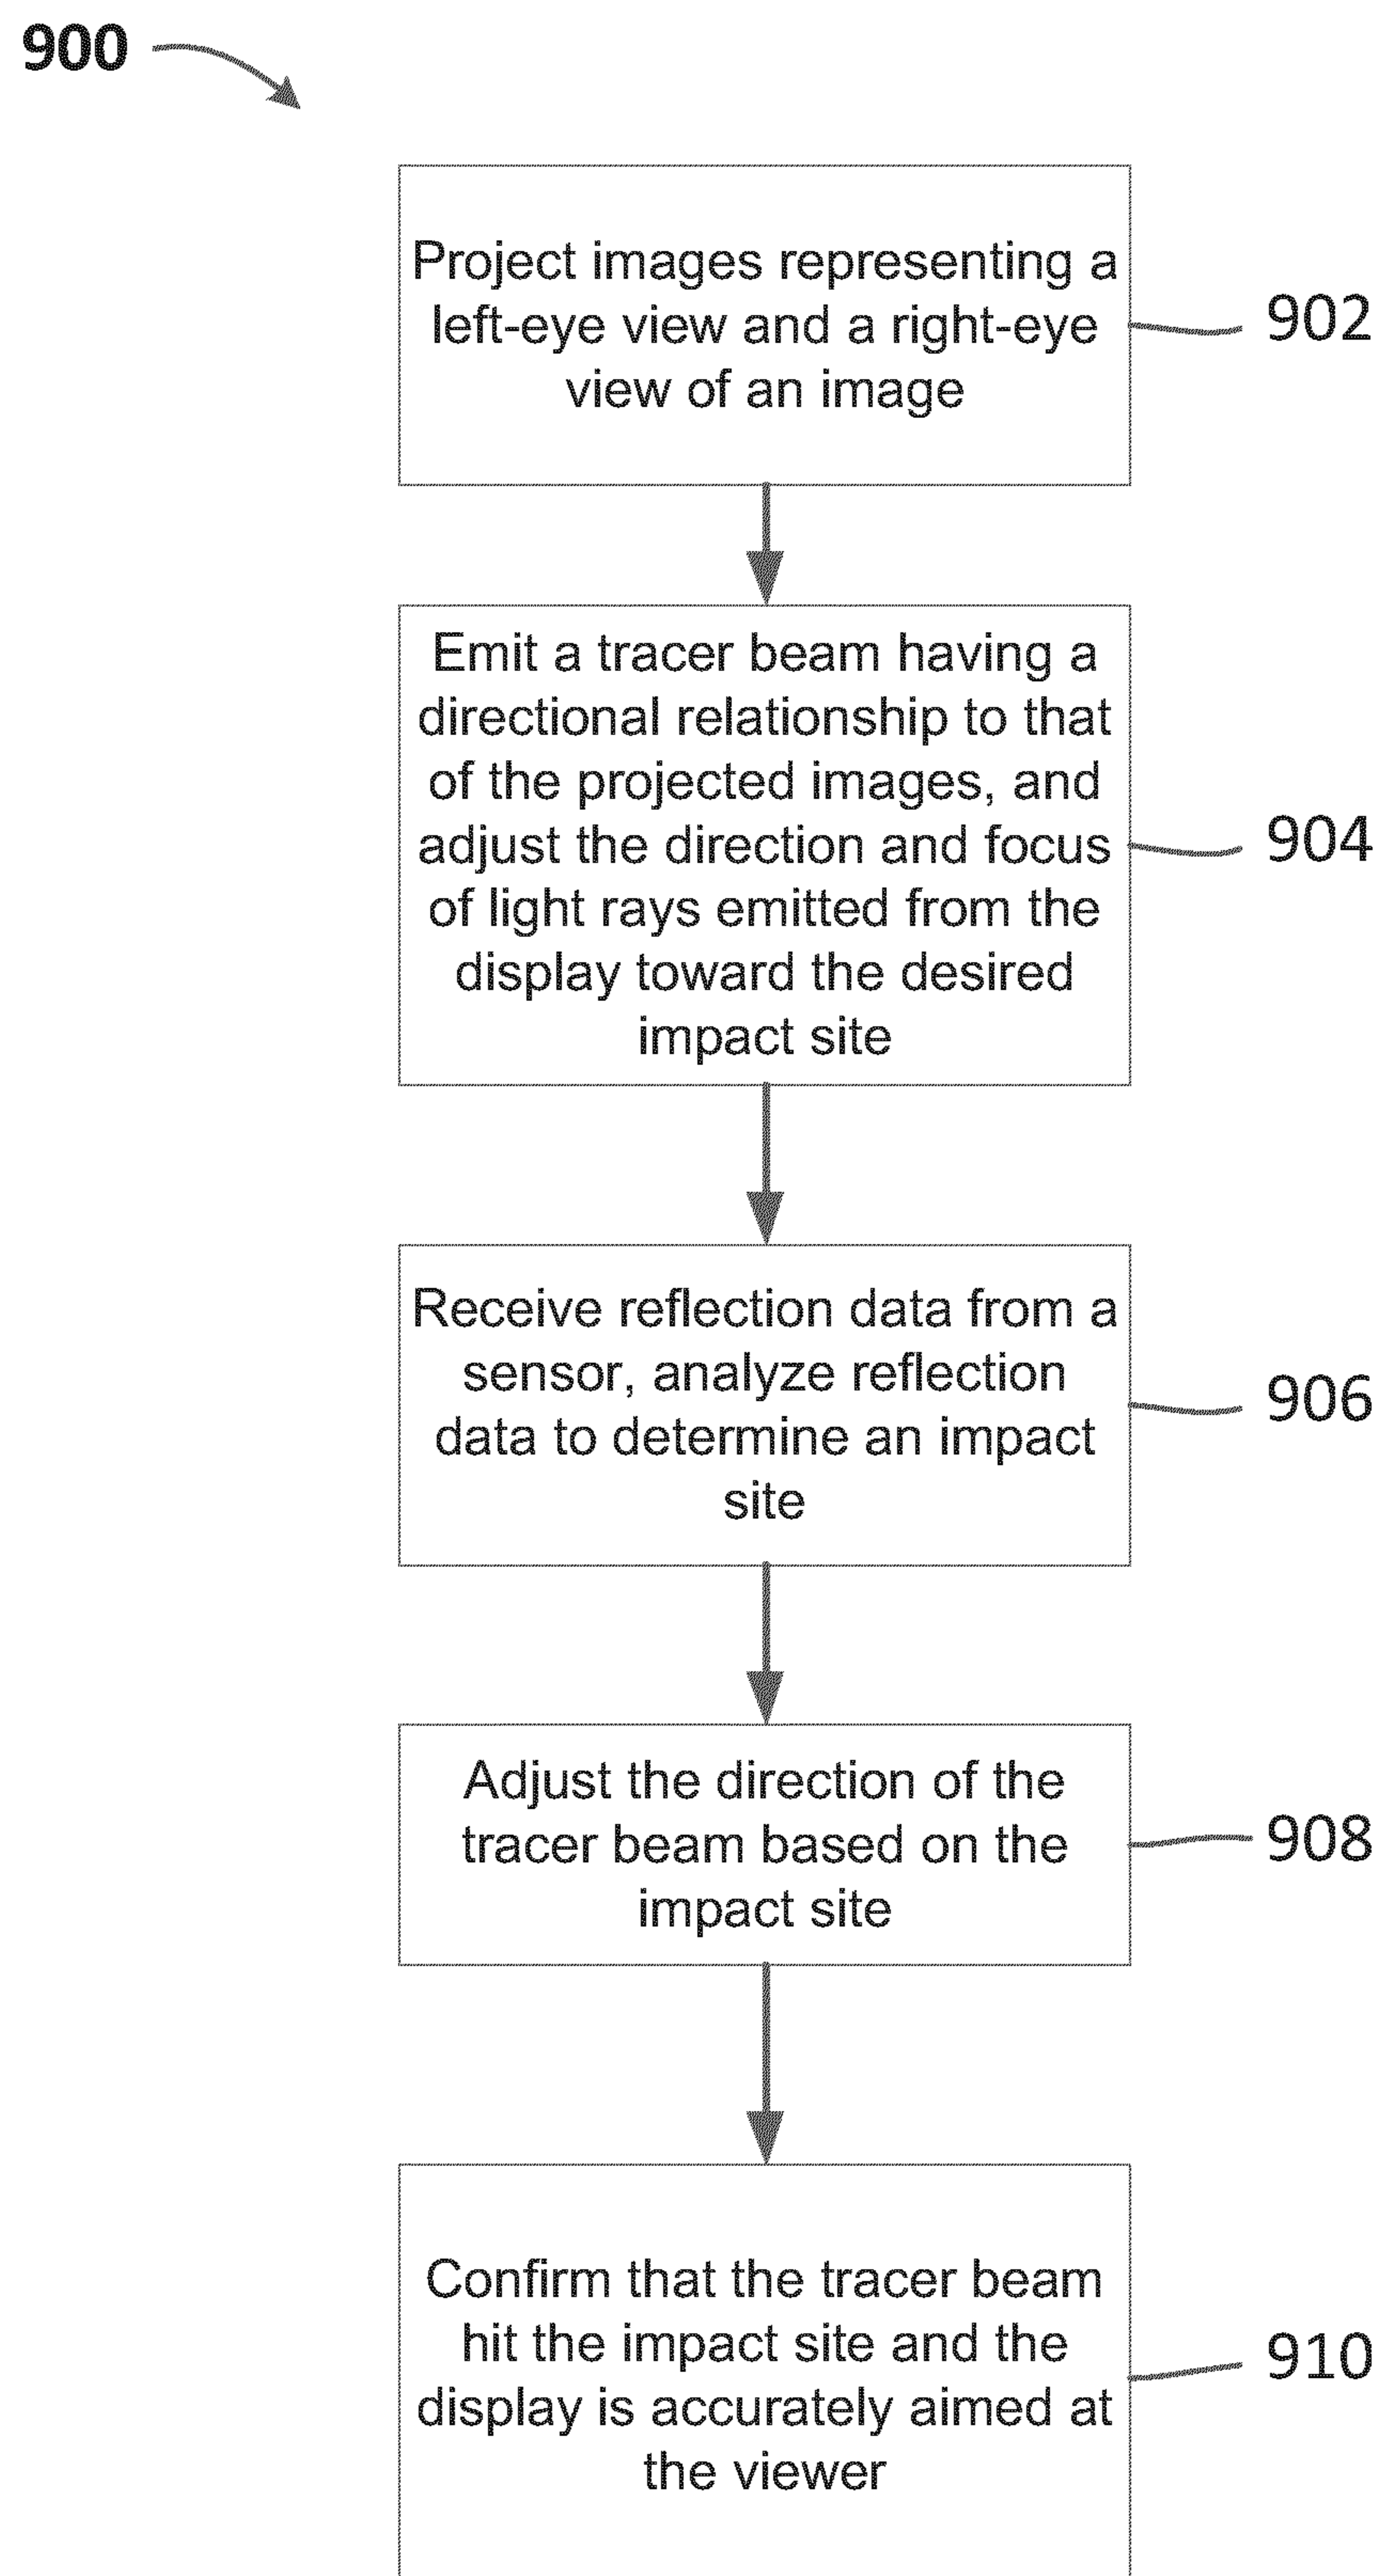 900
Project images representing a
left-eye view and a right-eye
view of an image
902
Emit a tracer beam having a
directional relationship to that
of the projected images, and
adjust the direction and focus
of light rays emitted from the
display toward the desired
impact site
904
Receive reflection data from a
sensor, analyze reflection
data to determine an impact
site
906
Adjust the direction of the
tracer beam based on the
impact site
908
Confirm that the tracer beam
hit the impact site and the
display is accurately aimed at
the viewer
910